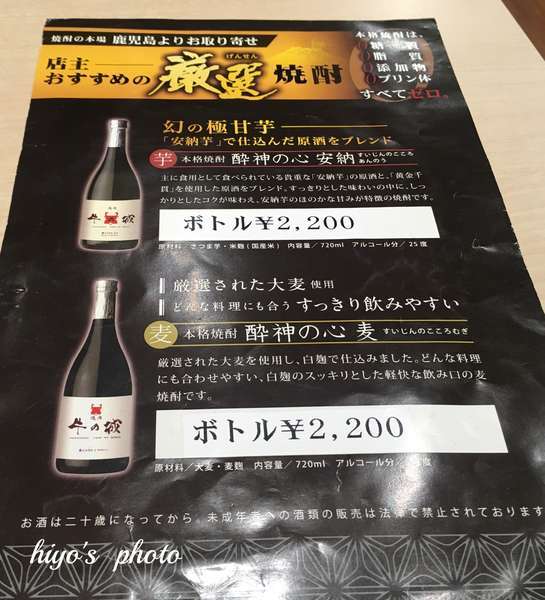 焼酎の本場 鹿児島よりお取り寄せ
店主
おすすめの
げんせん
厳選焼酎
本格焼酎は、
糖質
脂質
添加物
プリン体
すべてゼロ。
幻の極甘芋
「安納芋」で仕込んだ原酒をブレンド
芋 本格焼酎 酔神の心 安納 すいじんのこころ あんのう
主に食用として食べられている貴重な「安納芋」の原酒と、「黄金千
貫」を使用した原酒をブレンド。すっきりとした味わいの中に、しっ
かりとしたコクが味わえ、安納芋のほのかな甘みが特徴の焼酎です。
ボトル¥2,200
原材料/さつま芋・米麹(国産米) 内容量/720ml アルコール分/25度
厳選された大麦使用
どんな料理にも合うすっきり飲みやすい
麦 本格焼酎 酔神の心 麦 すいじんのこころむぎ
厳選された大麦を使用し、白麹で仕込みました。どんな料理
にも合わせやすい、白麹のスッキリとした軽快な飲み口の麦
焼酎です。
牛の城
牛の城
ボトル¥2,200
原材料/大麦・麦麹 内容量/720ml アルコール分/ 度
お酒は二十歳になってから 未成年者への酒類の販売は法律で禁止されております
hiyo's photo